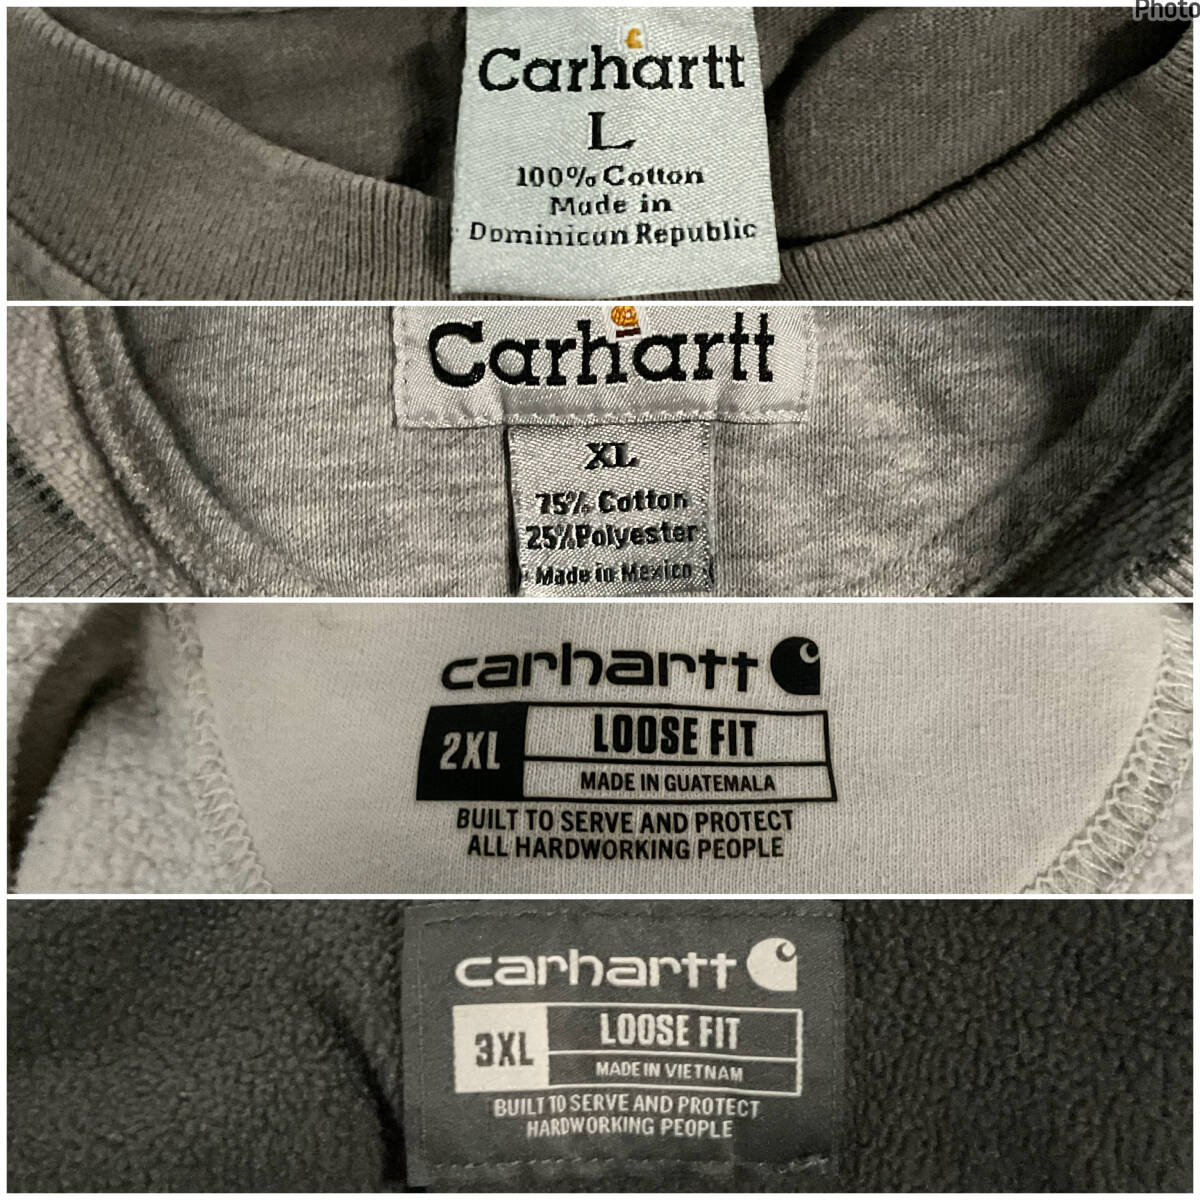 Photo
Carhartt
L
100% Cotton
Made in
Dominican Republic
Carhartt
XL
75% Cotton
25% Polyester
Made in Mexico
carhartt
2XL
LOOSE FIT
MADE IN GUATEMALA
BUILT TO SERVE AND PROTECT
ALL HARDWORKING PEOPLE
carhartt
3XL
LOOSE FIT
MADE IN VIETNAM
BUILT TO SERVE AND PROTECT
HARDWORKING PEOPLE